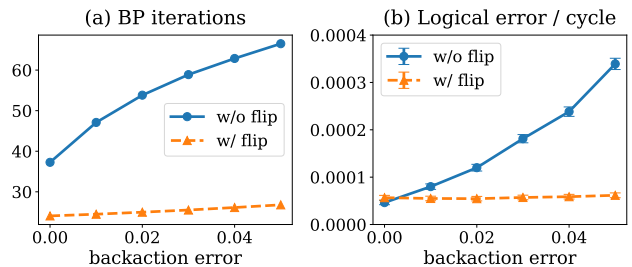 (a) BP iterations
60
50
40
30
w/o flip
w/ flip
0.00
0.02
0.04
backaction error
(b) Logical error / cycle
0.0004
0.0003
0.0002
0.0001
0.0000
w/o flip
w/ flip
0.00
0.02
0.04
backaction error